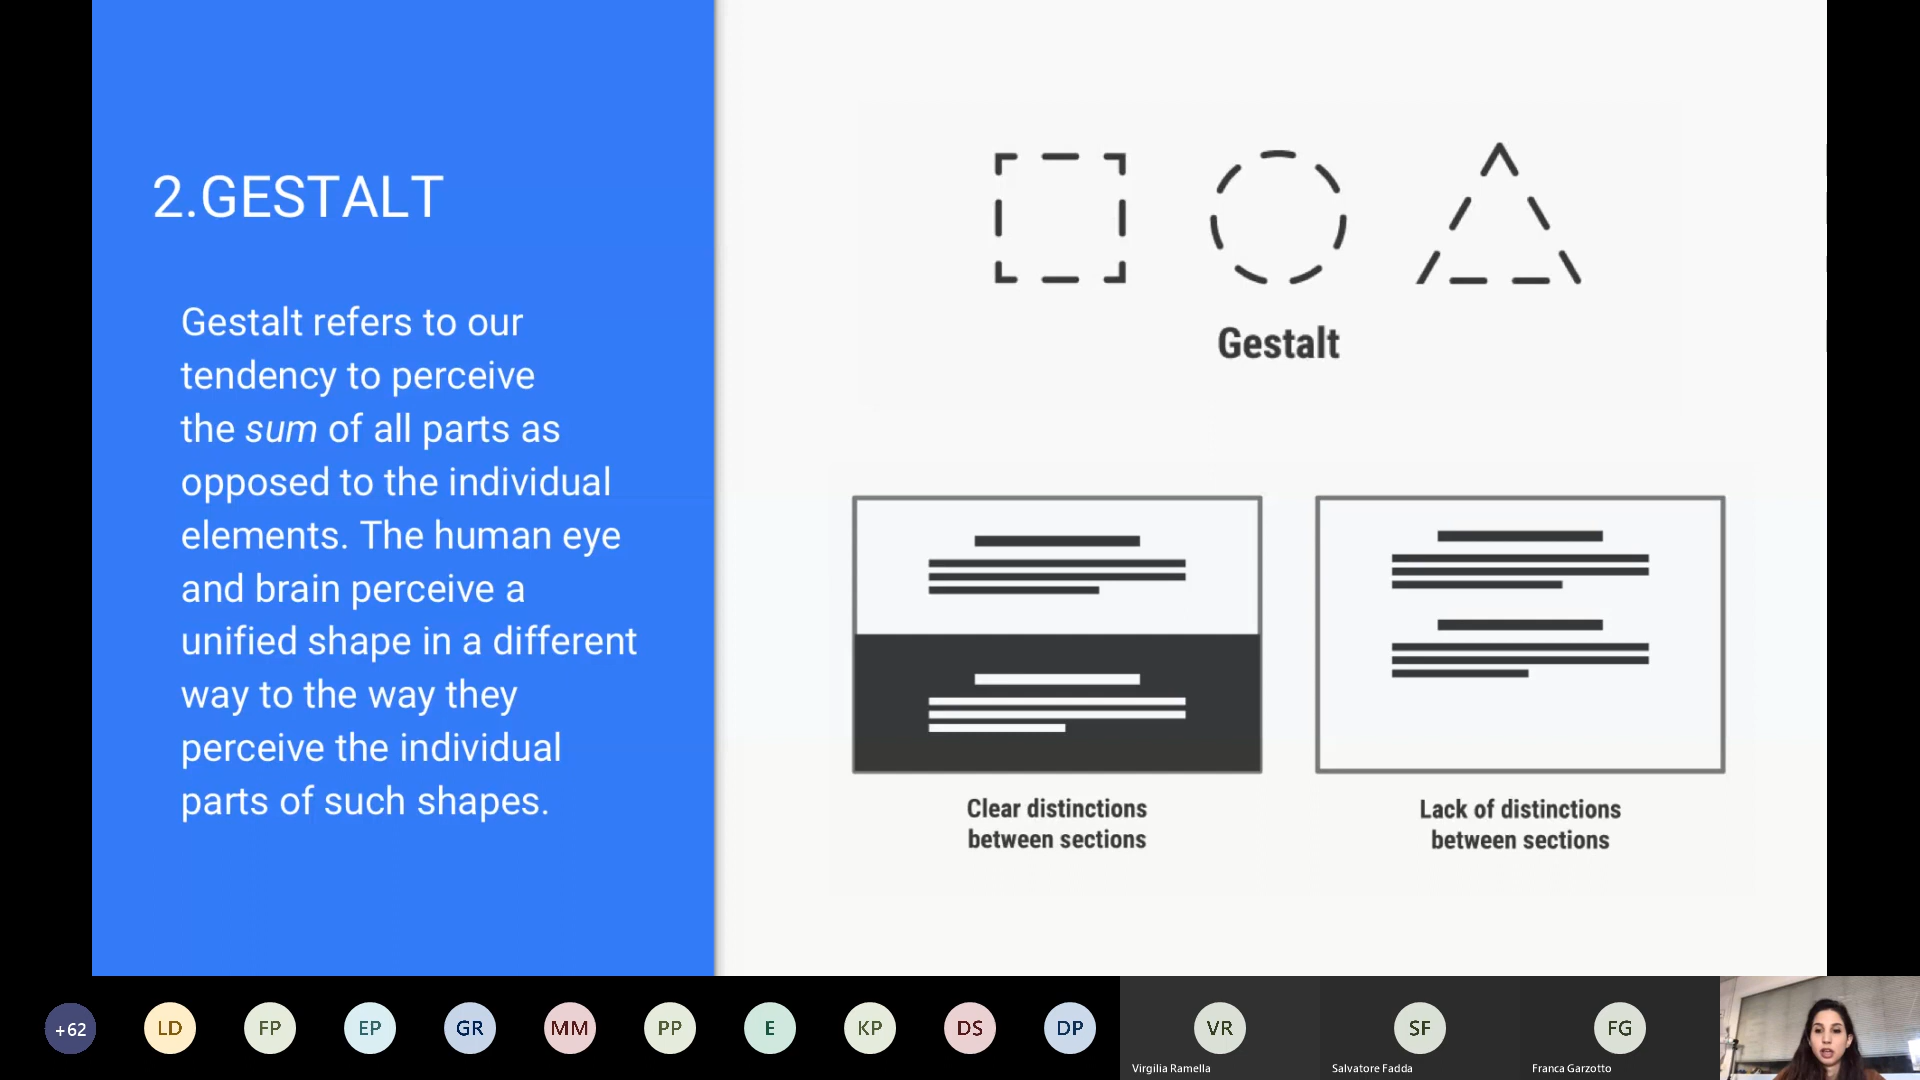 2.GESTALT
Gestalt refers to our
tendency to perceive
the sum of all parts as
opposed to the individual
elements. The human eye
and brain perceive a
unified shape in a different
way to the way they
perceive the individual
parts of such shapes.
Gestalt
Clear distinctions
between sections
Lack of distinctions
between sections
+62
LD
FP
EP
GR
MM
PP
E
KP
DS
DP
VR
Virgilia Ramella
SF
Salvatore Fadda
FG
Franca Garzotto